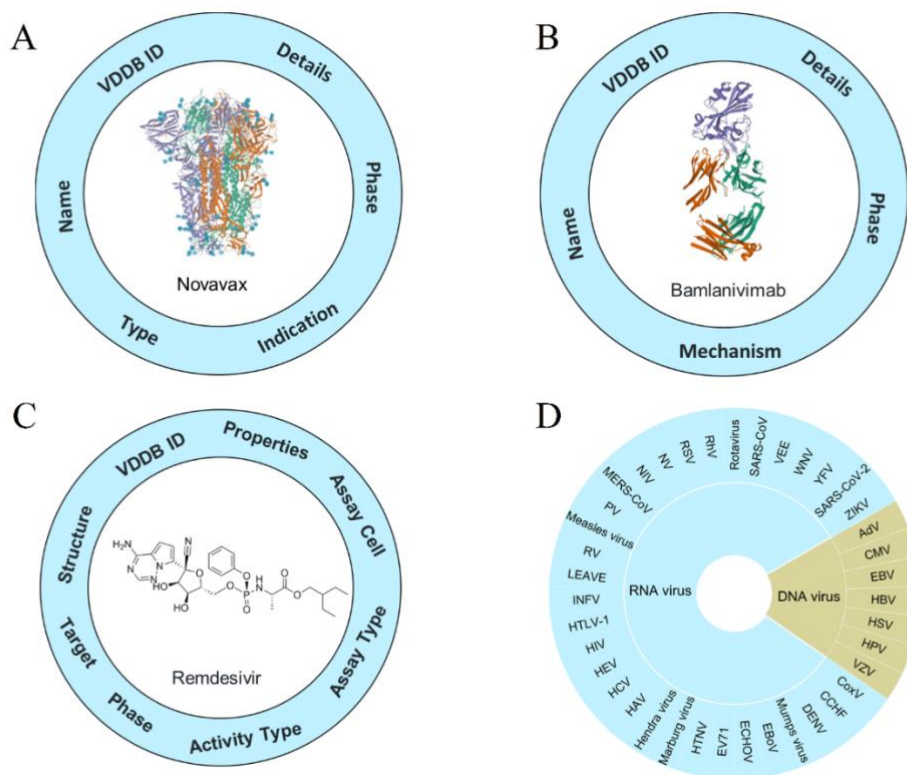 A
VDDB ID
Details
Phase
Indication
Type
Name
Novavax
B
VDDB ID
Details
Phase
Mechanism
Name
Bamlanivimab
C
VDDB ID
Properties
Assay Cell
Assay Type
Activity Type
Phase
Target
Structure
H₂N
N
N
N
N
O
HO
OH
O
O
P
O
H
N
O
O
Remdesivir
D
RNA virus
DNA virus
Rotavirus
SARS-CoV
VEE
WNV
YFV
SARS-CoV-2
ZIKV
AdV
CMV
EBV
HBV
HSV
HPV
VZV
CoxV
CCHF
DENV
Mumps virus
EBoV
ECHOV
EV71
HTNV
Marburg virus
Hendra virus
HAV
HCV
HEV
HIV
HTLV-1
INFV
LEAVE
RV
Measles virus
PV
MERS-CoV
NiV
NV
RSV
RhV